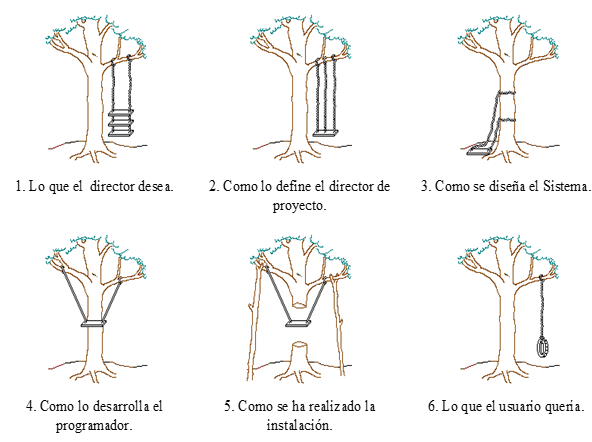 1. Lo que el director desea.
2. Como lo define el director de
proyecto.
3. Como se diseña el Sistema.
4. Como lo desarrolla el
programador.
5. Como se ha realizado la
instalación.
6. Lo que el usuario quería.